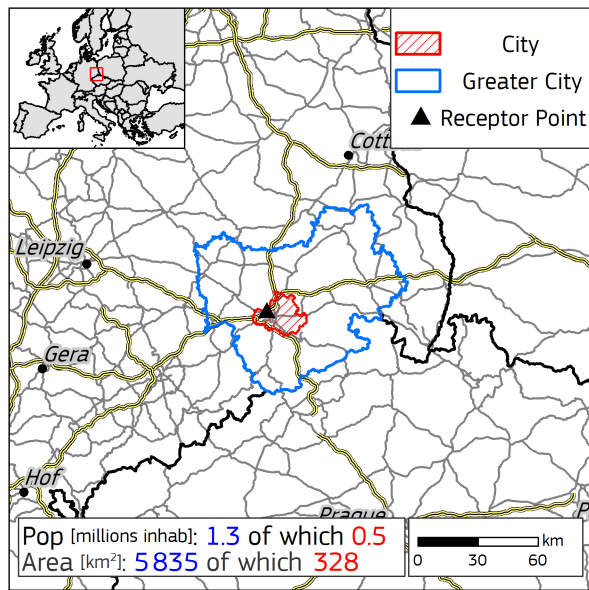 City
Greater City
Receptor Point
Cott
Leipzig
Gera
Hof
Prague
P
Pop [millions inhab]: 1.3 of which 0.5
Area [km²]: 5835 of which 328
km
0 30 60